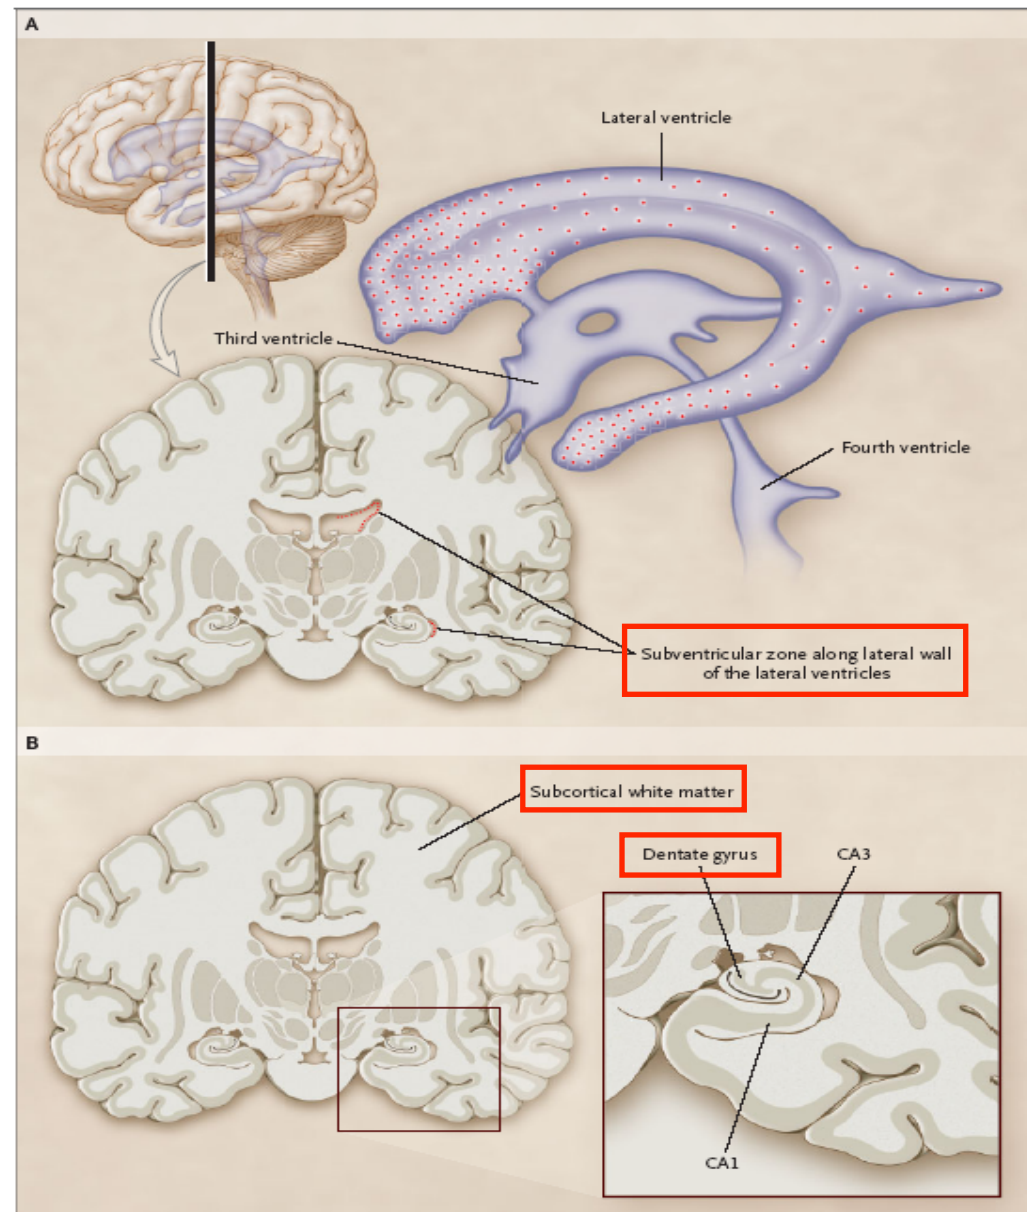 A
Lateral ventricle
Third ventricle
Fourth ventricle
Subventricular zone along lateral wall
of the lateral ventricles
B
Subcortical white matter
Dentate gyrus
CA3
CA1